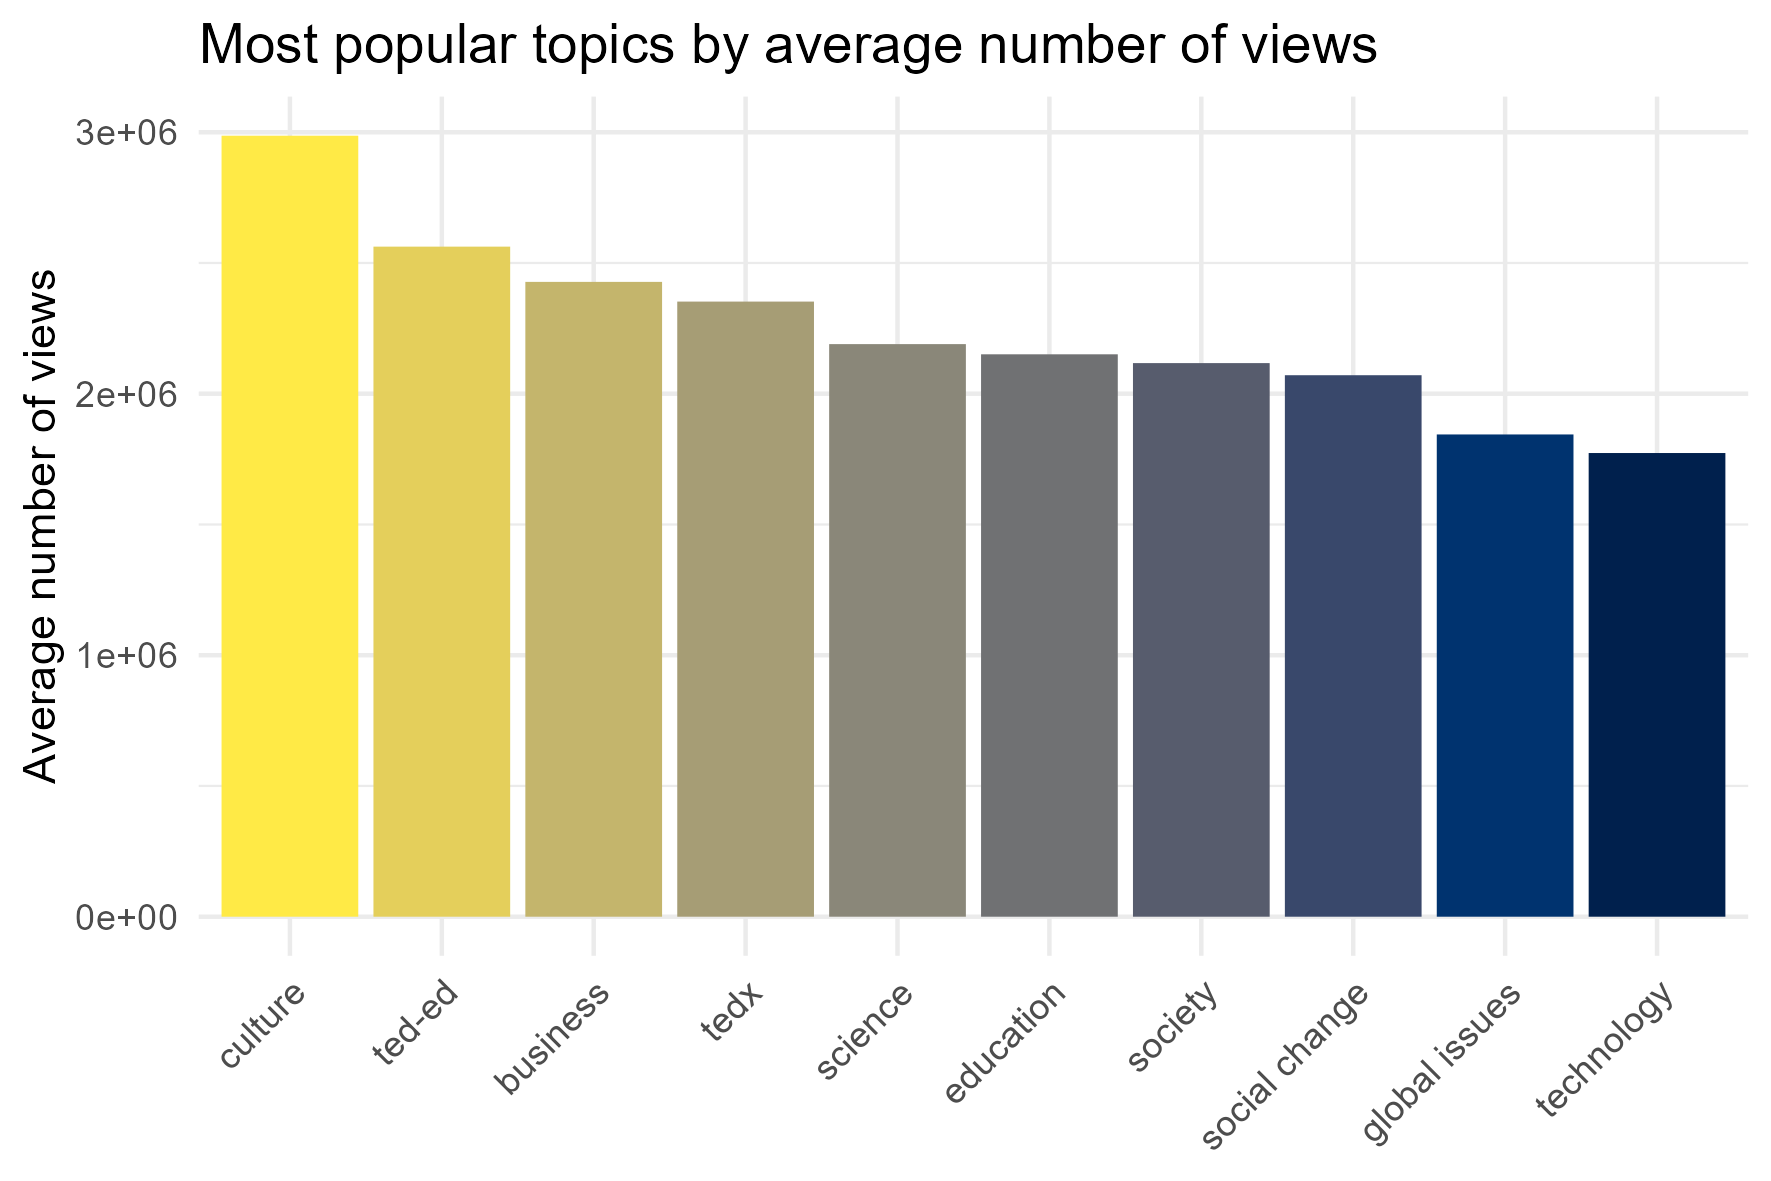 Most popular topics by average number of views
Average number of views
3e+06
2e+06
1e+06
0e+00
culture
ted-ed
business
tedx
science
education
society
social change
global issues
technology